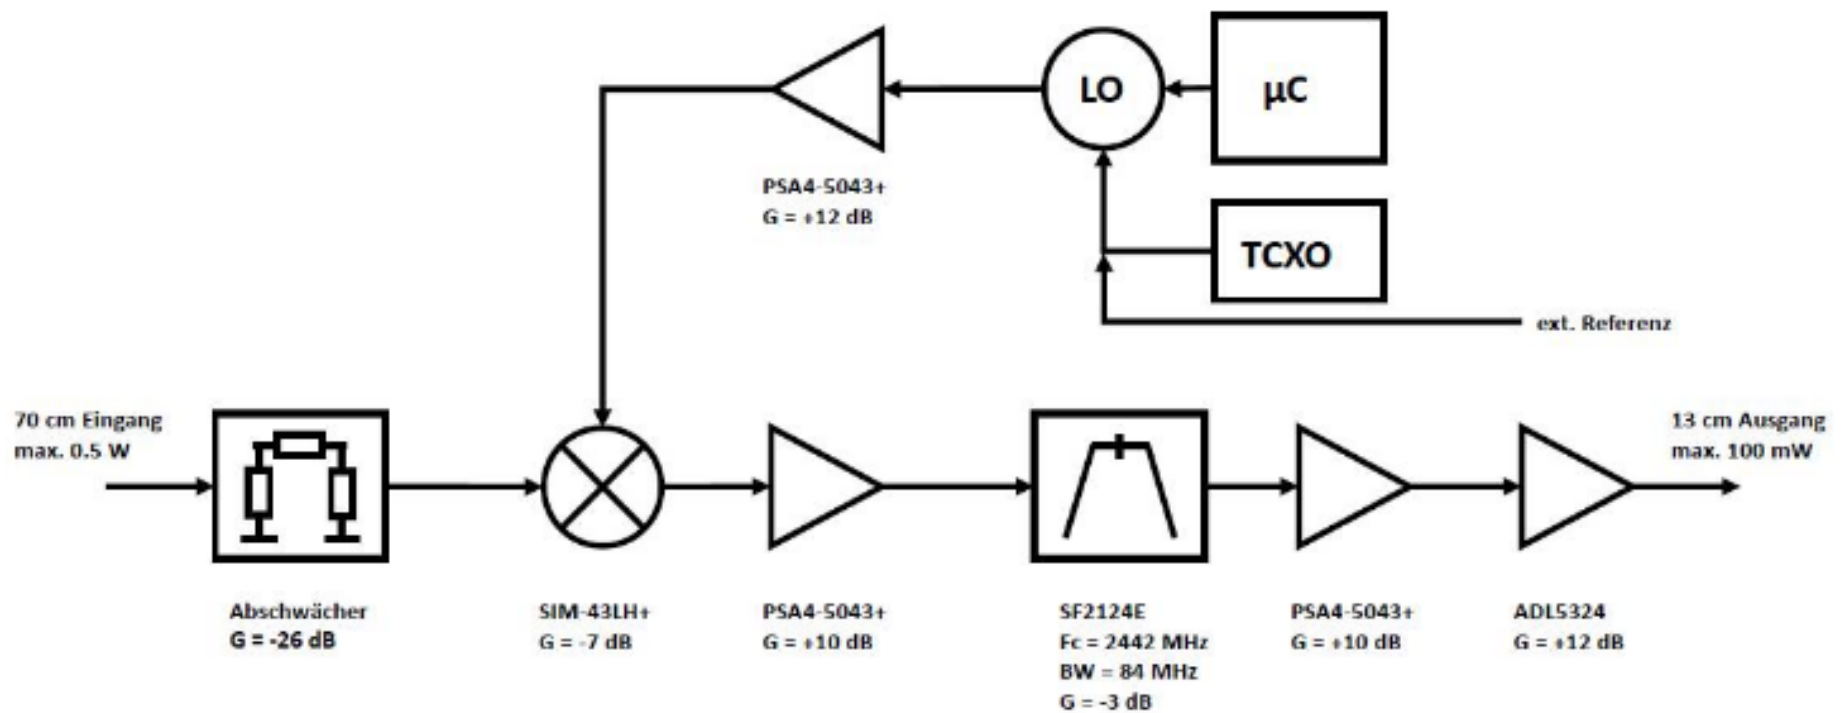 LO
µC
PSA4-5043+
G = +12 dB
TCXO
ext. Referenz
70 cm Eingang
max. 0.5 W
13 cm Ausgang
max. 100 mW
Abschwächer
G = -26 dB
SIM-43LH+
G = -7 dB
PSA4-5043+
G = +10 dB
SF2124E
Fc = 2442 MHz
BW = 84 MHz
G = -3 dB
PSA4-5043+
G = +10 dB
ADL5324
G = +12 dB